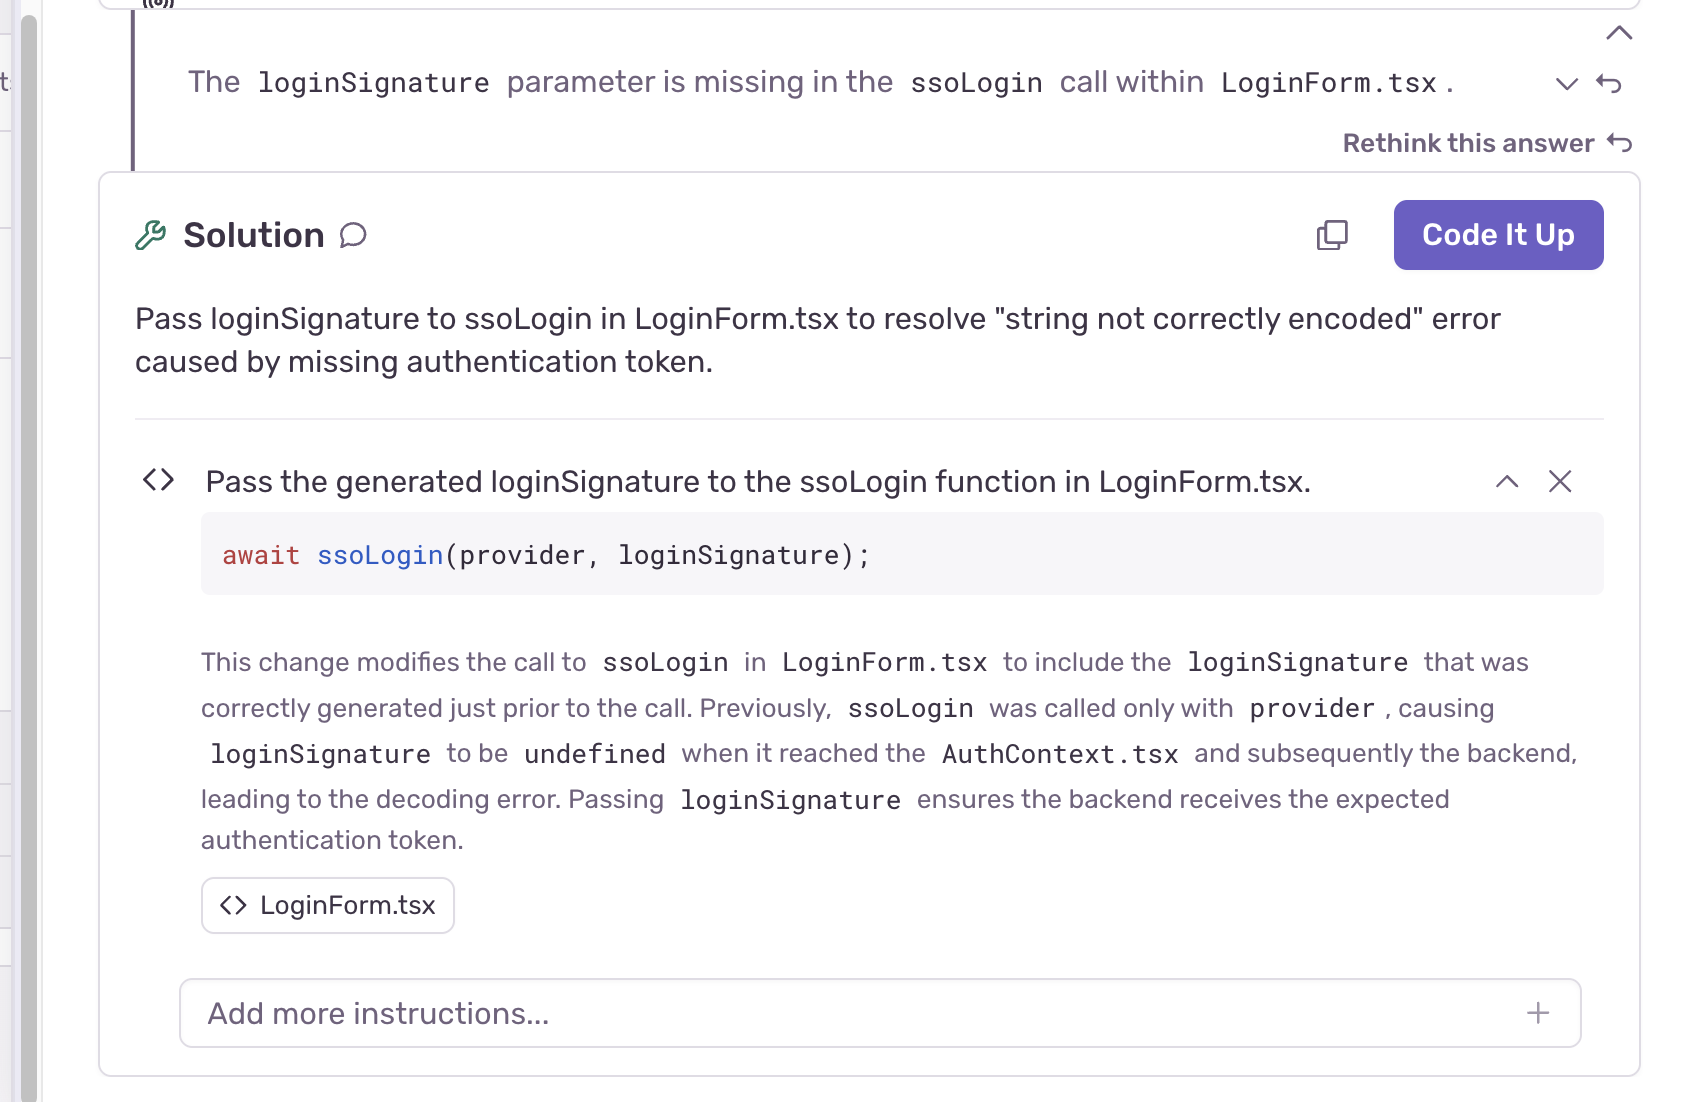 The loginSignature parameter is missing in the ssoLogin call within LoginForm.tsx .
Rethink this answer
Solution
Code It Up
Pass loginSignature to ssoLogin in LoginForm.tsx to resolve "string not correctly encoded" error
caused by missing authentication token.
Pass the generated loginSignature to the ssoLogin function in LoginForm.tsx.
await ssoLogin(provider, loginSignature);
This change modifies the call to ssoLogin in LoginForm.tsx to include the loginSignature that was
correctly generated just prior to the call. Previously, ssoLogin was called only with provider , causing
loginSignature to be undefined when it reached the AuthContext.tsx and subsequently the backend,
leading to the decoding error. Passing loginSignature ensures the backend receives the expected
authentication token.
LoginForm.tsx
Add more instructions...